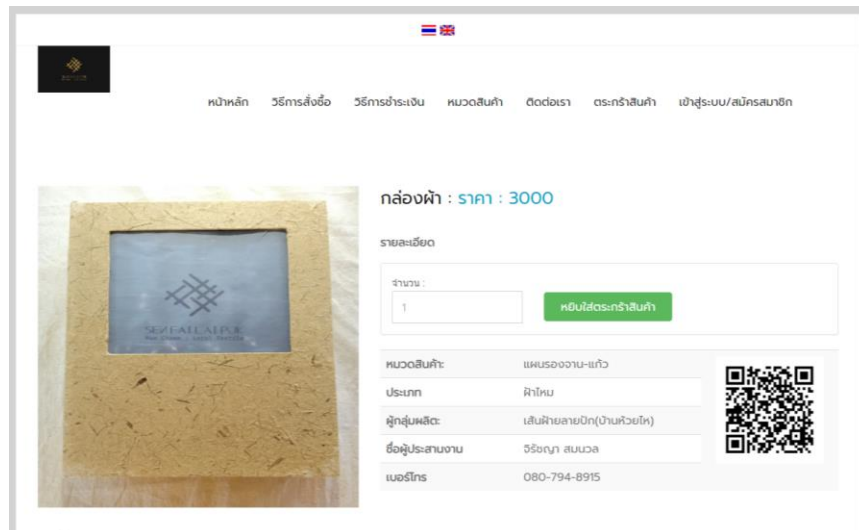 หน้าหลัก วิธีการสั่งซื้อ วิธีการชำระเงิน หมวดสินค้า ติดต่อเรา ตระกร้าสินค้า เข้าสู่ระบบ/สมัครสมาชิก
กล่องผ้า : ราคา : 3000
รายละเอียด
จำนวน :
1
หยิบใส่ตระกร้าสินค้า
SEN FAI LAI PUK
หมวดสินค้า: แผนรองจาน-แก้ว
ประเภท ผ้าไหม
ผู้กลุ่มผลิต: เส้นฝ้ายลายปัก(บ้านห้วยไห)
ชื่อผู้ประสานงาน วิรัชญา สมนวล
เบอร์โทร 080-794-8915